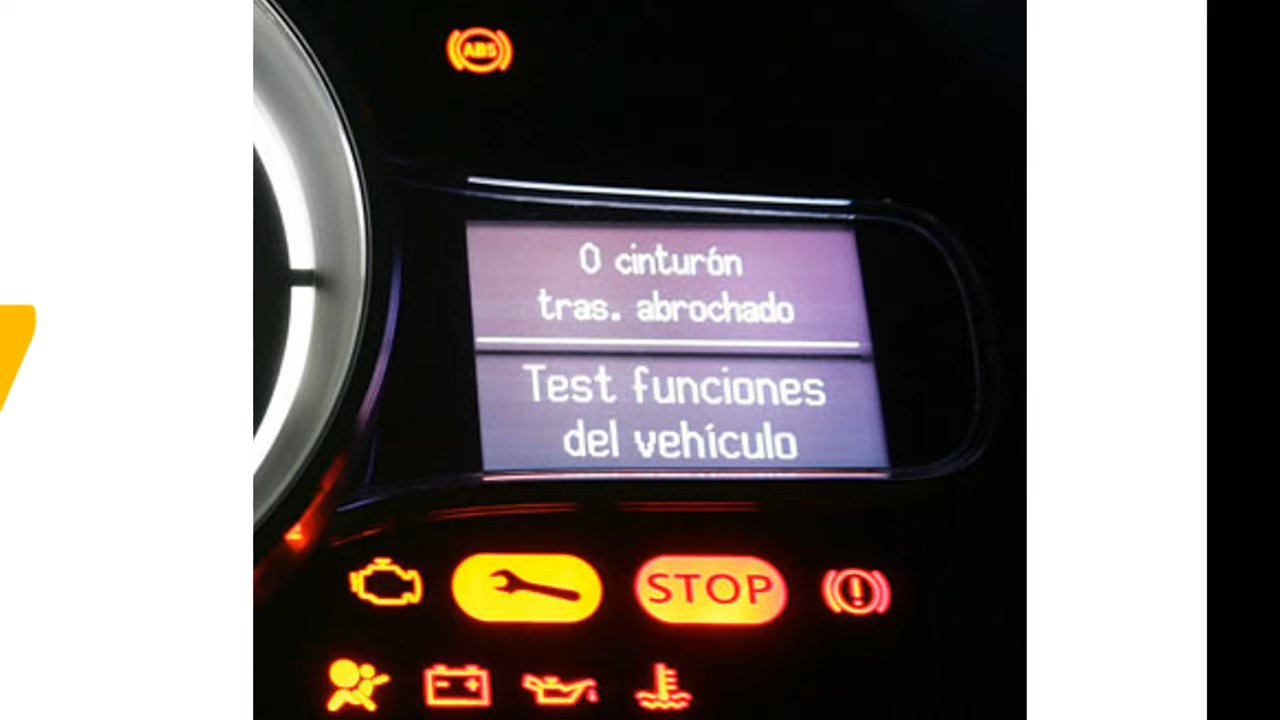 ABS
0 cinturón
tras. abrochado
Test funciones
del vehículo
STOP